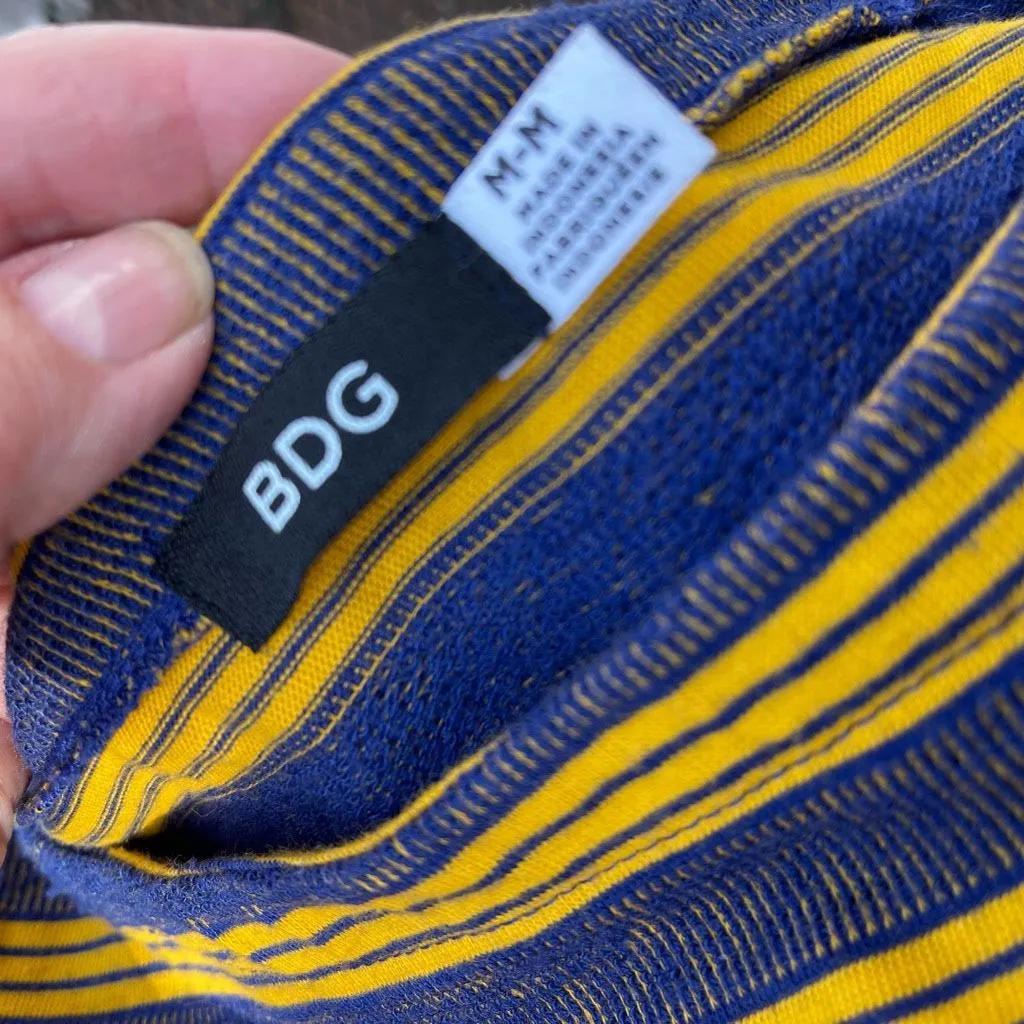 BDG
M-M
MADE IN
INDONESIA
FABRIQUÉ EN
INDONÉSIE